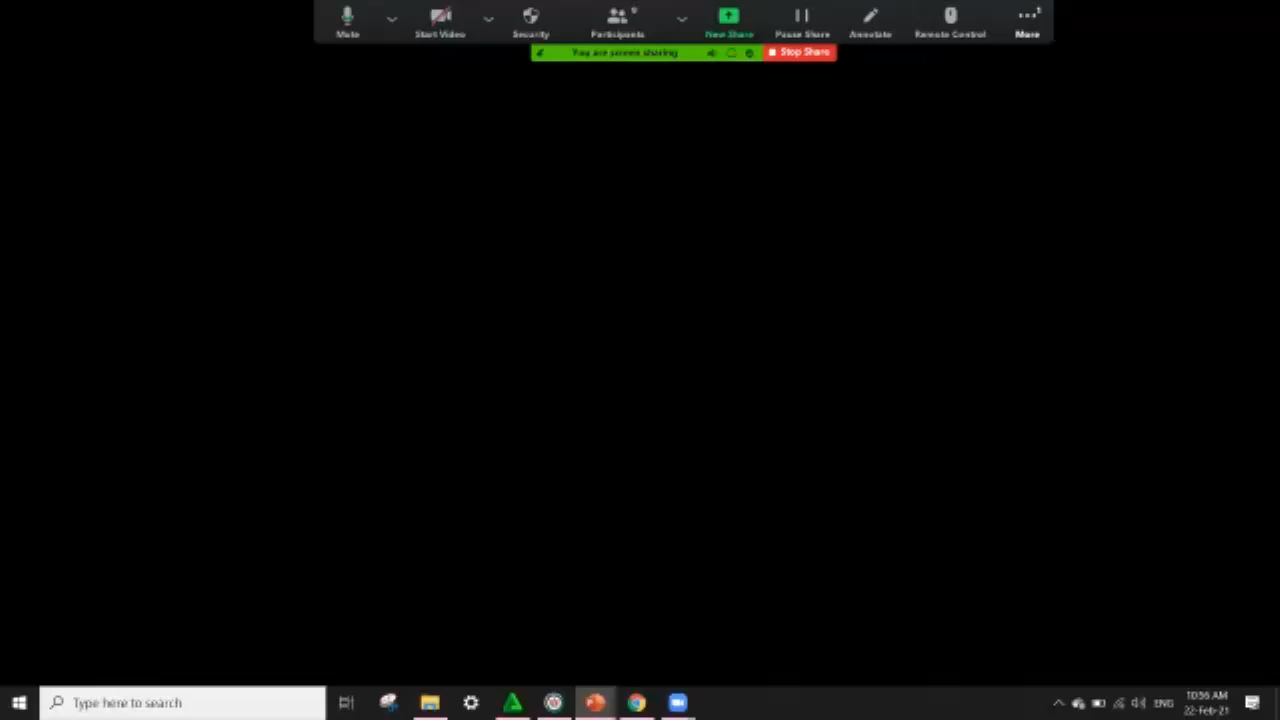 Mute Start Video Security Participants New Share Pause Share Annotate Remote Control More
You are screen sharing Stop Share
Type here to search
ENG
10:56 AM
22-Feb-21